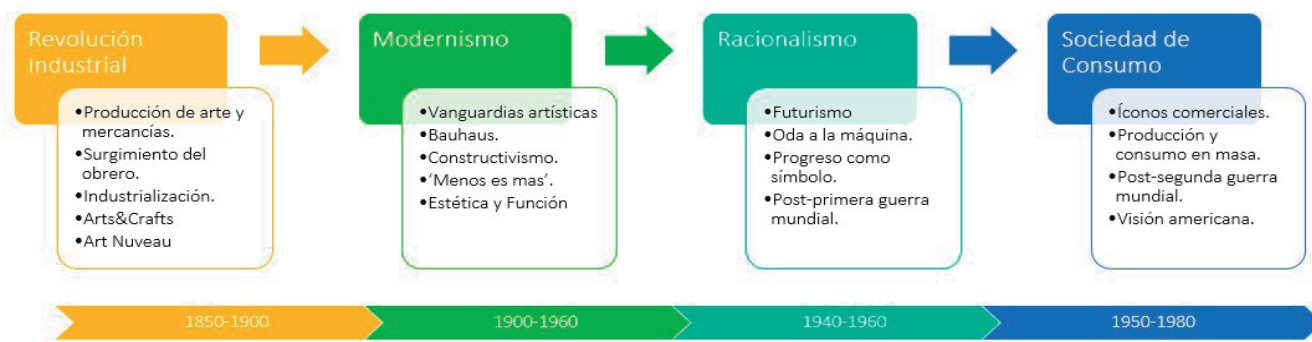 Revolución
Industrial
•Producción de arte y
mercancías.
•Surgimiento del
obrero.
•Industrialización.
•Arts&Crafts
•Art Nuveau
Modernismo
•Vanguardias artísticas
•Bauhaus.
•Constructivismo.
•‘Menos es mas’.
•Estética y Función
Racionalismo
•Futurismo
•Oda a la máquina.
•Progreso como
símbolo.
•Post-primera guerra
mundial.
Sociedad de
Consumo
•Íconos comerciales.
•Producción y
consumo en masa.
•Post-segunda guerra
mundial.
•Visión americana.
1850-1900
1900-1960
1940-1960
1950-1980